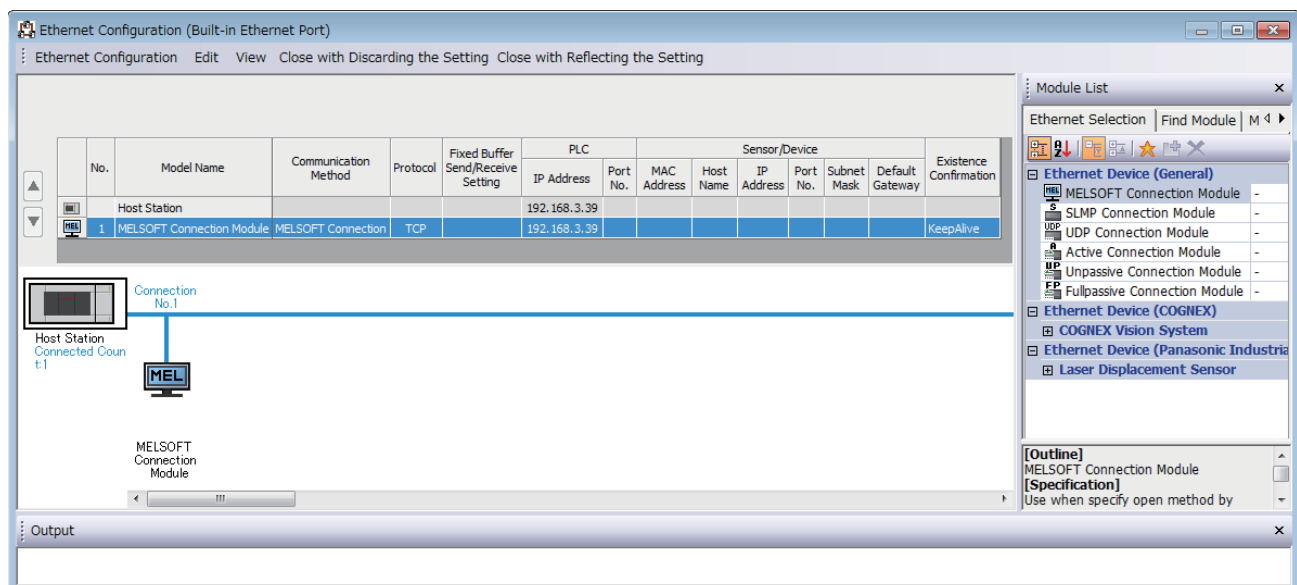 Ethernet Configuration (Built-in Ethernet Port)
Ethernet Configuration Edit View Close with Discarding the Setting Close with Reflecting the Setting
Module List
Ethernet Selection Find Module M
No. Model Name Communication Method Protocol Fixed Buffer Send/Receive Setting PLC Sensor/Device Existence Confirmation
IP Address Port No. MAC Address Host Name IP Address Port No. Subnet Mask Default Gateway
Host Station 192.168.3.39
MEL 1 MELSOFT Connection Module MELSOFT Connection TCP 192.168.3.39 KeepAlive
Connection
No.1
Host Station
Connected Coun
t:1
MEL
MELSOFT
Connection
Module
Ethernet Device (General)
MEL MELSOFT Connection Module -
S SLMP Connection Module -
UDP UDP Connection Module -
A Active Connection Module -
UP Unpassive Connection Module -
FP Fullpassive Connection Module -
Ethernet Device (COGNEX)
COGNEX Vision System
Ethernet Device (Panasonic Industria
Laser Displacement Sensor
[Outline]
MELSOFT Connection Module
[Specification]
Use when specify open method by
Output